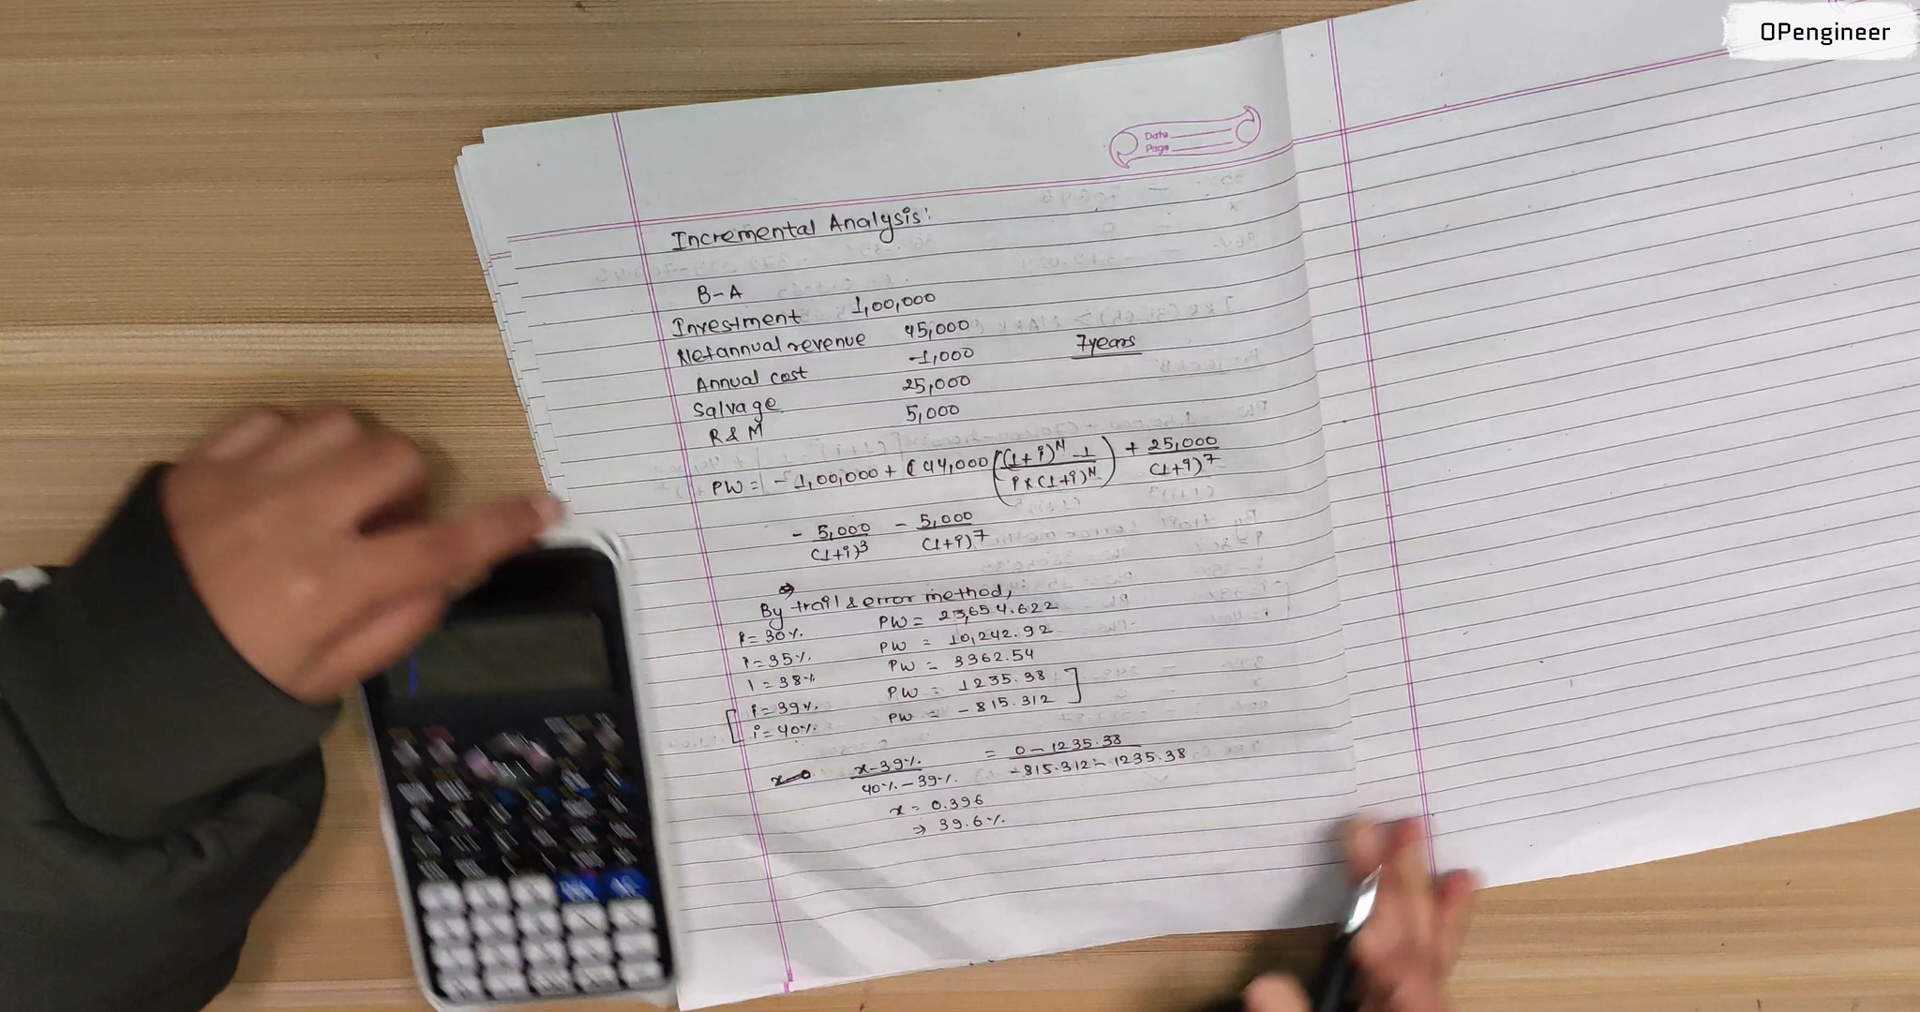 OPengineer
Date
Page
Incremental Analysis:
B-A
Investment 1,00,000
Net annual revenue 45,000
Annual cost -1,000 7years
Salvage 25,000
R & M 5,000
PW = - 1,00,000 + ( 44,000 ( (1+i)^N - 1 / i × (1+i)^N ) + 25,000 / (1+i)^7
- 5,000 / (1+i)^3 - 5,000 / (1+i)^7
By trail & error method,
i = 30% PW = 23,654.622
i = 35% PW = 10,242.92
i = 38% PW = 3362.54
i = 39% PW = 1235.38
i = 40% PW = -815.312
x-39% / 40%-39% = 0-1235.38 / -815.312-1235.38
x = 0.396
⇒ 39.6%